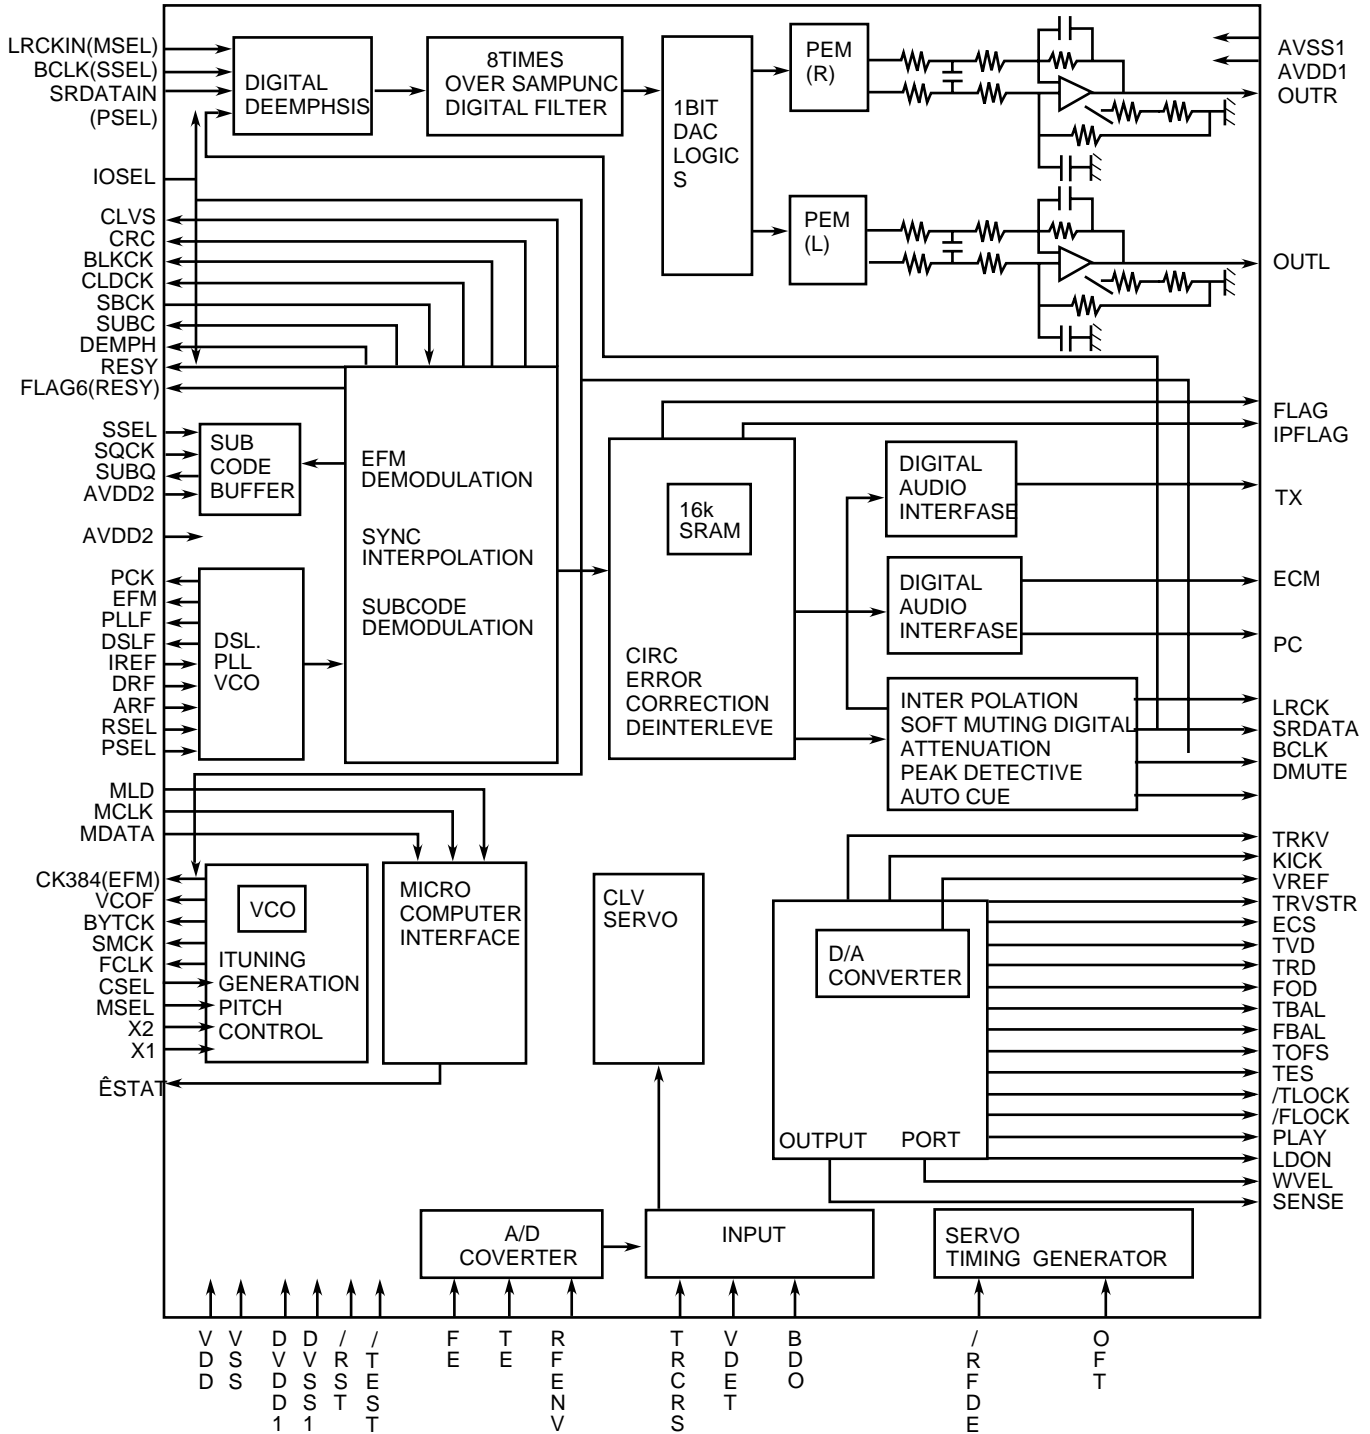 LRCKIN(MSEL)
BCLK(SSEL)
SRDATAIN
(PSEL)
IOSEL
CLVS
CRC
BLKCK
CLDCK
SBCK
SUBC
DEMPH
RESY
FLAG6(RESY)
SSEL
SQCK
SUBQ
AVDD2
AVDD2
PCK
EFM
PLLF
DSLF
IREF
DRF
ARF
RSEL
PSEL
MLD
MCLK
MDATA
CK384(EFM)
VCOF
BYTCK
SMCK
FCLK
CSEL
MSEL
X2
X1
ÊSTAT
DIGITAL
DEEMPHSIS
8TIMES
OVER SAMPUNC
DIGITAL FILTER
1BIT
DAC
LOGIC
S
PEM
(R)
PEM
(L)
SUB
CODE
BUFFER
EFM
DEMODULATION
SYNC
INTERPOLATION
SUBCODE
DEMODULATION
DSL.
PLL
VCO
16k
SRAM
CIRC
ERROR
CORRECTION
DEINTERLEVE
DIGITAL
AUDIO
INTERFASE
DIGITAL
AUDIO
INTERFASE
INTER POLATION
SOFT MUTING DIGITAL
ATTENUATION
PEAK DETECTIVE
AUTO CUE
VCO
ITUNING
GENERATION
PITCH
CONTROL
MICRO
COMPUTER
INTERFACE
CLV
SERVO
D/A
CONVERTER
OUTPUT PORT
A/D
COVERTER
INPUT
SERVO
TIMING GENERATOR
AVSS1
AVDD1
OUTR
OUTL
FLAG
IPFLAG
TX
ECM
PC
LRCK
SRDATA
BCLK
DMUTE
TRKV
KICK
VREF
TRVSTR
ECS
TVD
TRD
FOD
TBAL
FBAL
TOFS
TES
/TLOCK
/FLOCK
PLAY
LDON
WVEL
SENSE
VDD
VSS
DVDD1
DVSS1
/RST
/TEST
FE
TE
RFENV
TRCRS
VDET
BDO
/RFDE
OFT